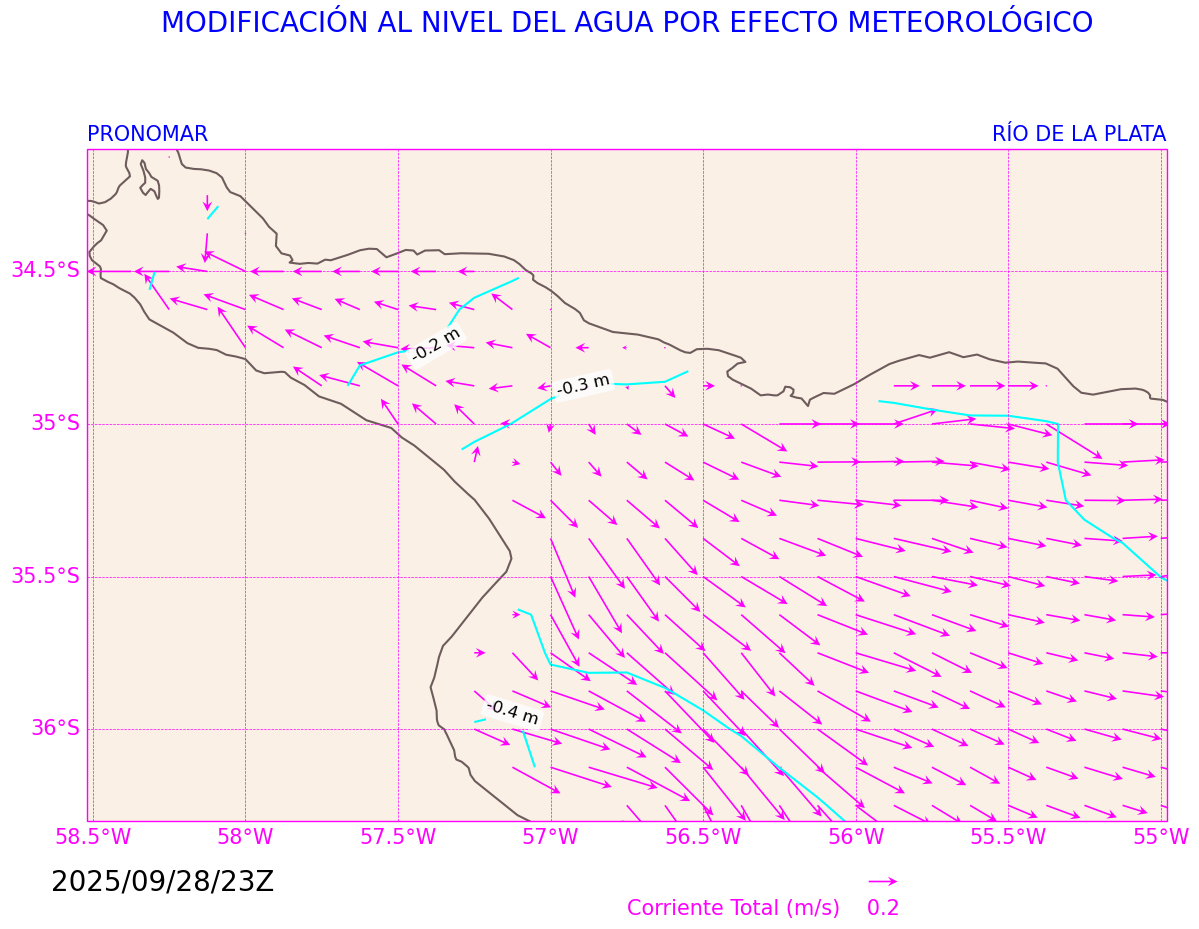 MODIFICACIÓN AL NIVEL DEL AGUA POR EFECTO METEOROLÓGICO
PRONOMAR
RÍO DE LA PLATA
34.5°S
-0.2 m
-0.3 m
35°S
35.5°S
-0.4 m
36°S
58.5°W 58°W 57.5°W 57°W 56.5°W 56°W 55.5°W 55°W
2025/09/28/23Z
Corriente Total (m/s) 0.2